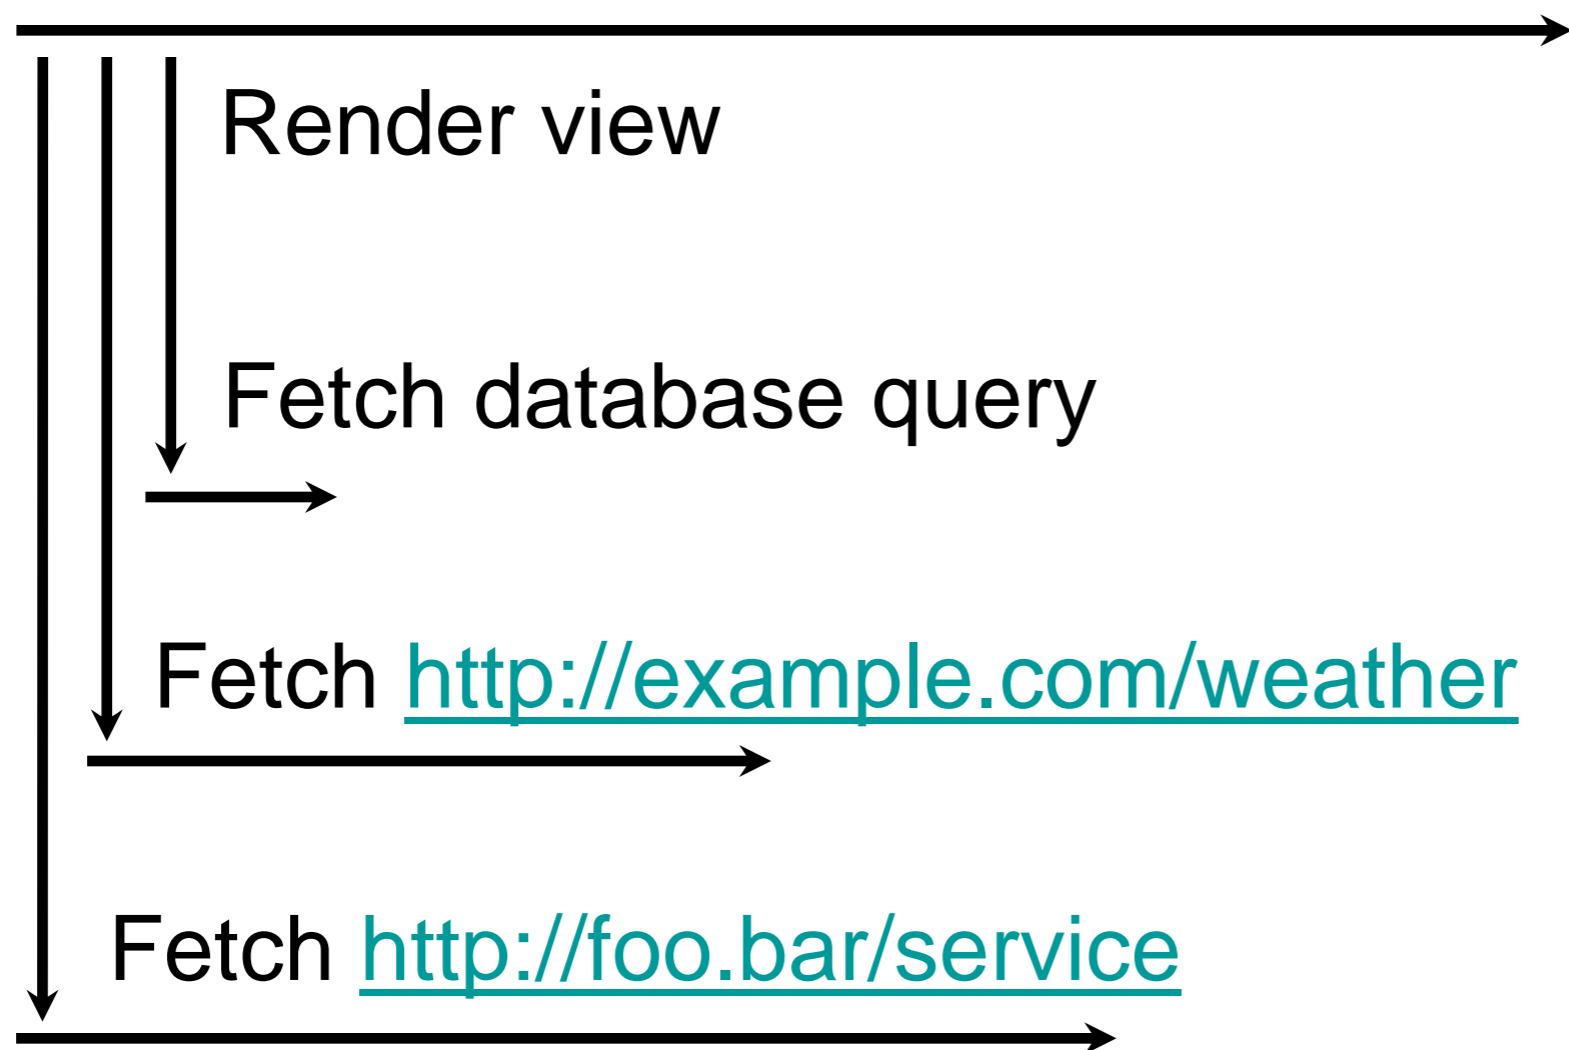 Render view
Fetch database query
Fetch http://example.com/weather
Fetch http://foo.bar/service